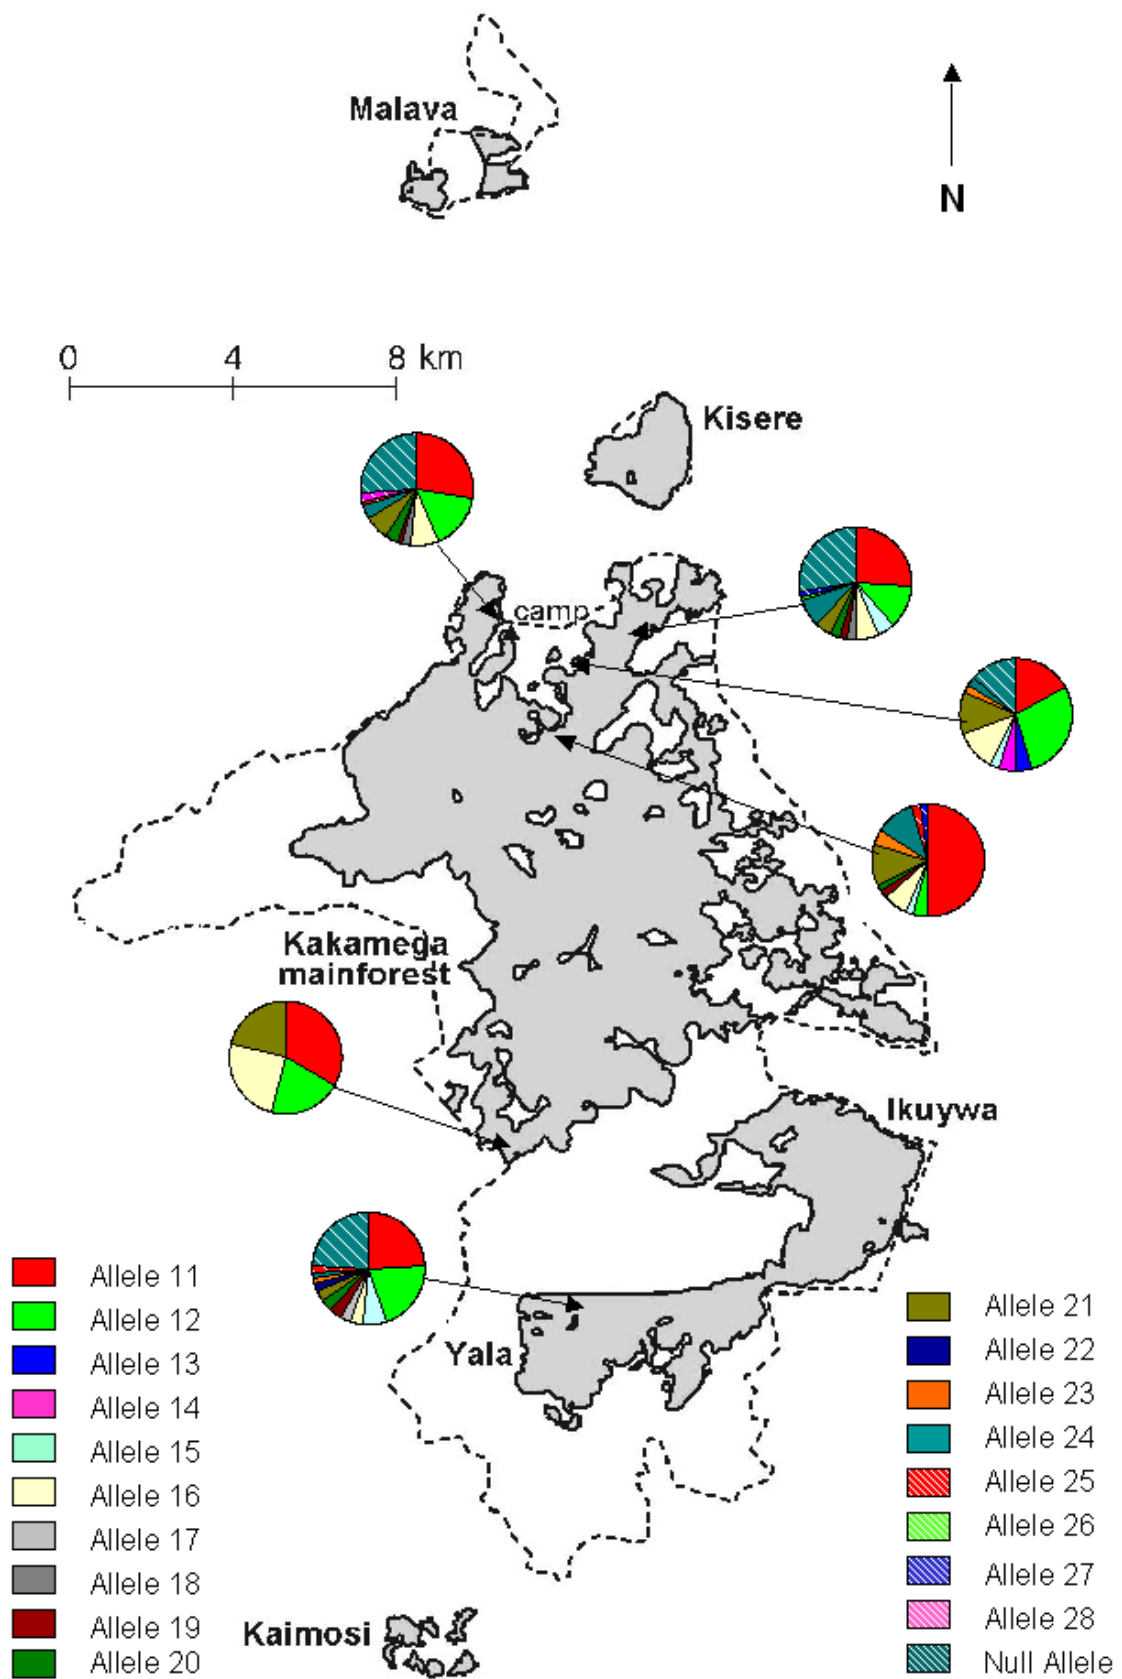 Malava
N
0 4 8 km
Kisere
camp
Kakamega
mainforest
Ikuywa
Yala
Kaimosi
Allele 11
Allele 12
Allele 13
Allele 14
Allele 15
Allele 16
Allele 17
Allele 18
Allele 19
Allele 20
Allele 21
Allele 22
Allele 23
Allele 24
Allele 25
Allele 26
Allele 27
Allele 28
Null Allele